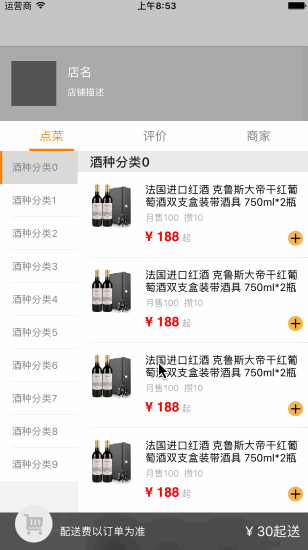 运营商 上午8:53
店名
店铺描述
点菜 评价 商家
酒种分类0
酒种分类1
酒种分类2
酒种分类3
酒种分类4
酒种分类5
酒种分类6
酒种分类7
酒种分类8
酒种分类9
酒种分类0
法国进口红酒 克鲁斯大帝干红葡
萄酒双支盒装带酒具 750ml*2瓶
月售100 攒10
¥ 188 起
法国进口红酒 克鲁斯大帝干红葡
萄酒双支盒装带酒具 750ml*2瓶
月售100 攒10
¥ 188 起
法国进口红酒 克鲁斯大帝干红葡
萄酒双支盒装带酒具 750ml*2瓶
月售100 攒10
¥ 188 起
法国进口红酒 克鲁斯大帝干红葡
萄酒双支盒装带酒具 750ml*2瓶
月售100 攒10
¥ 188 起
配送费以订单为准 ¥ 30起送